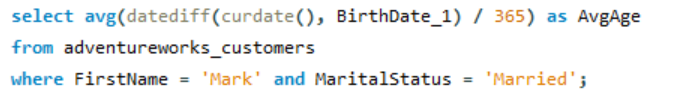 select avg(datediff(curdate(), BirthDate_1) / 365) as AvgAge
from adventureworks_customers
where FirstName = 'Mark' and MaritalStatus = 'Married';